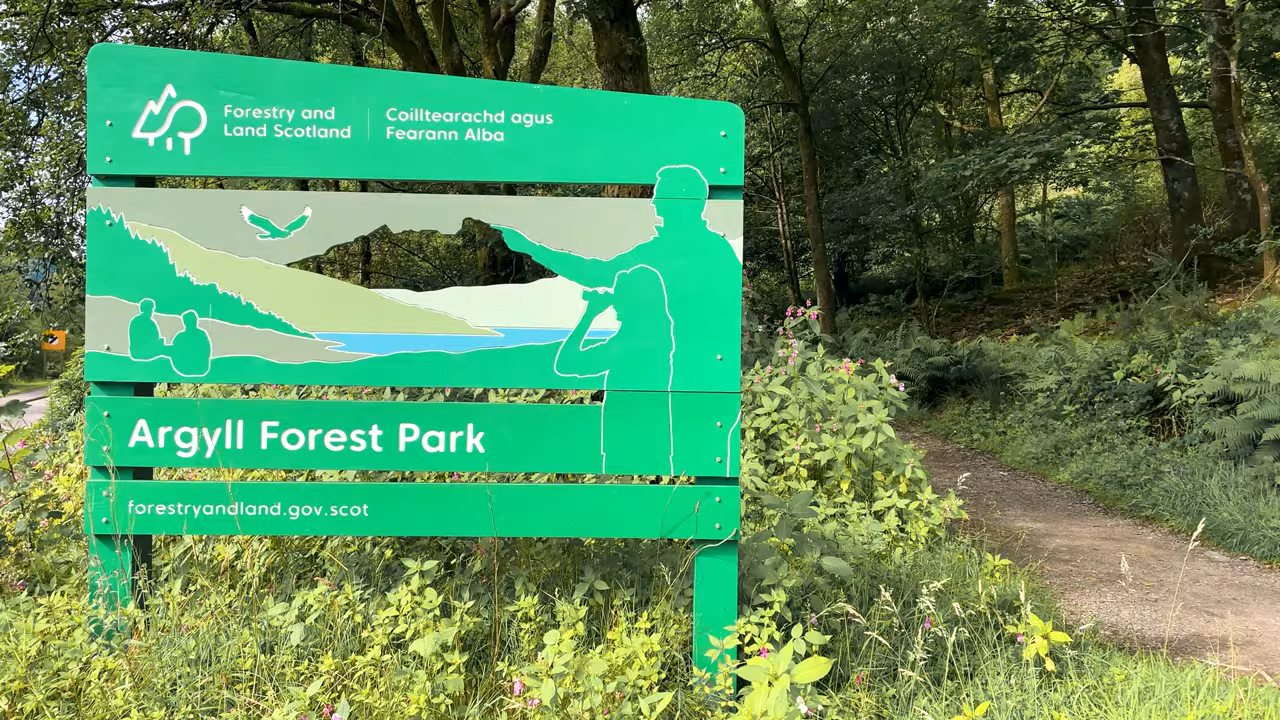 Forestry and
Land Scotland
Coilltearachd agus
Fearann Alba
Argyll Forest Park
forestryandland.gov.scot